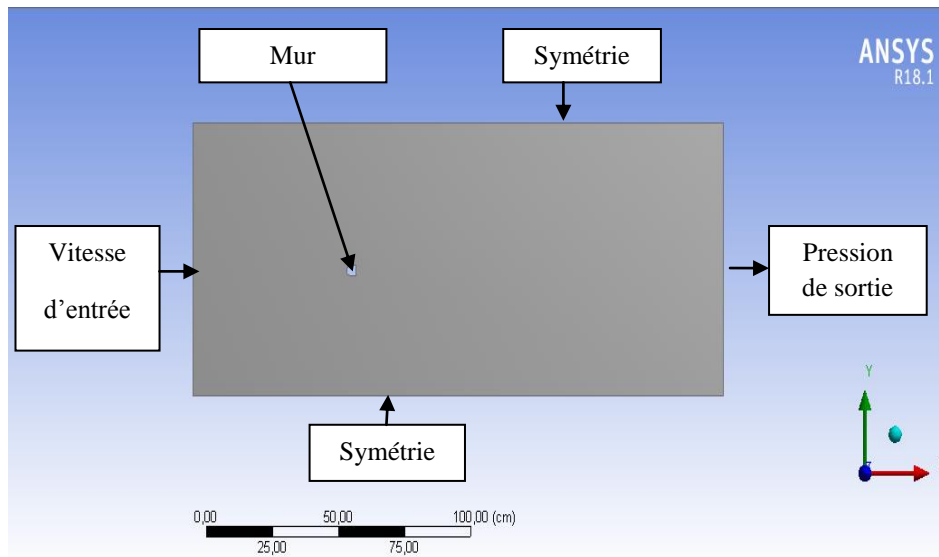 Mur
Symétrie
ANSYS
R18.1
Vitesse
d'entrée
Pression
de sortie
Symétrie
Y
0,00
50,00
100,00 (cm)
25,00
75,00